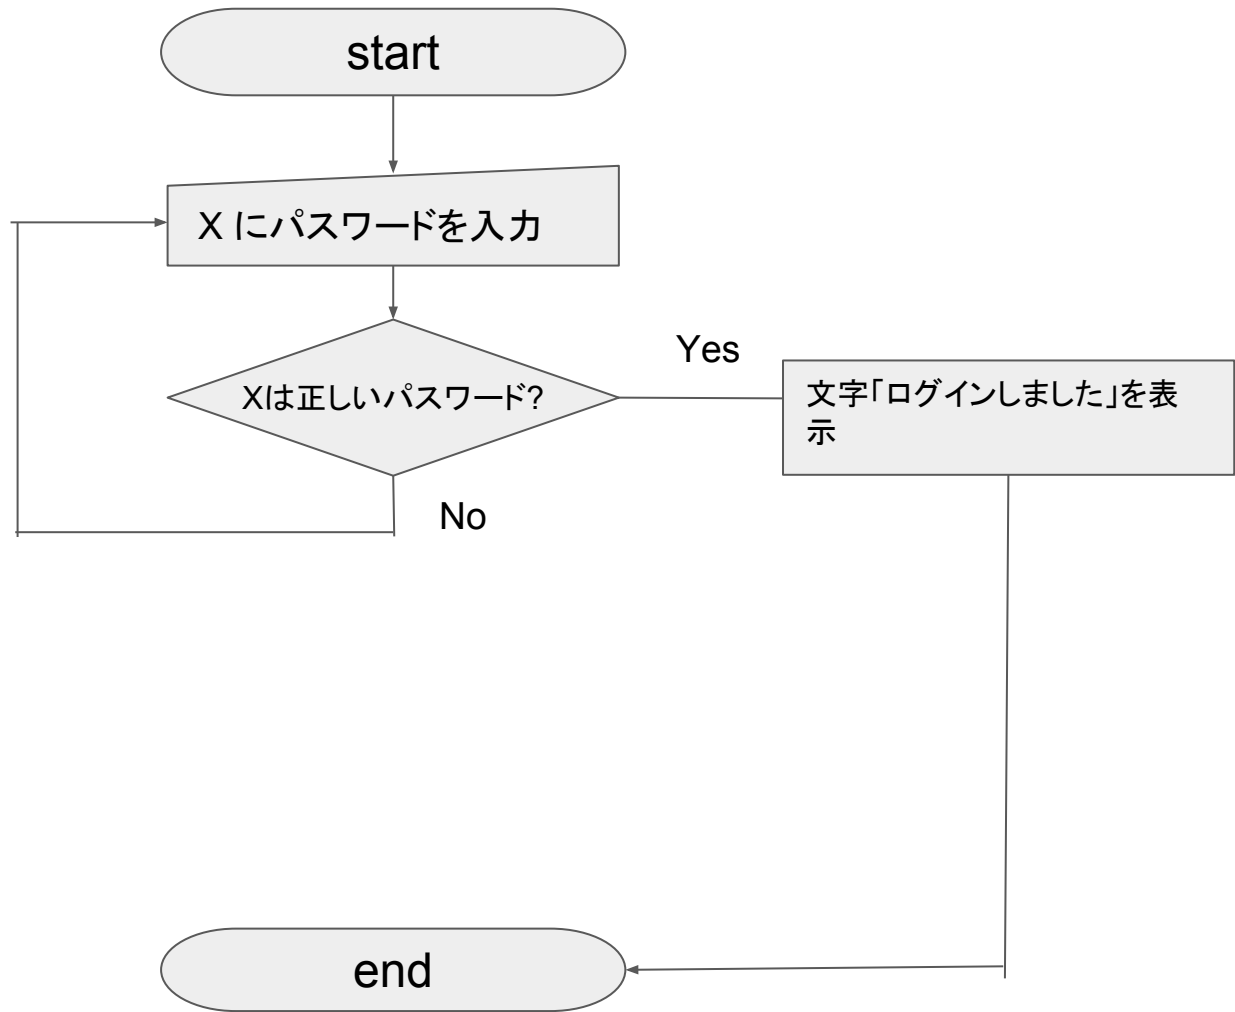 start
X にパスワードを入力
Xは正しいパスワード?
Yes
文字「ログインしました」を表
示
No
end